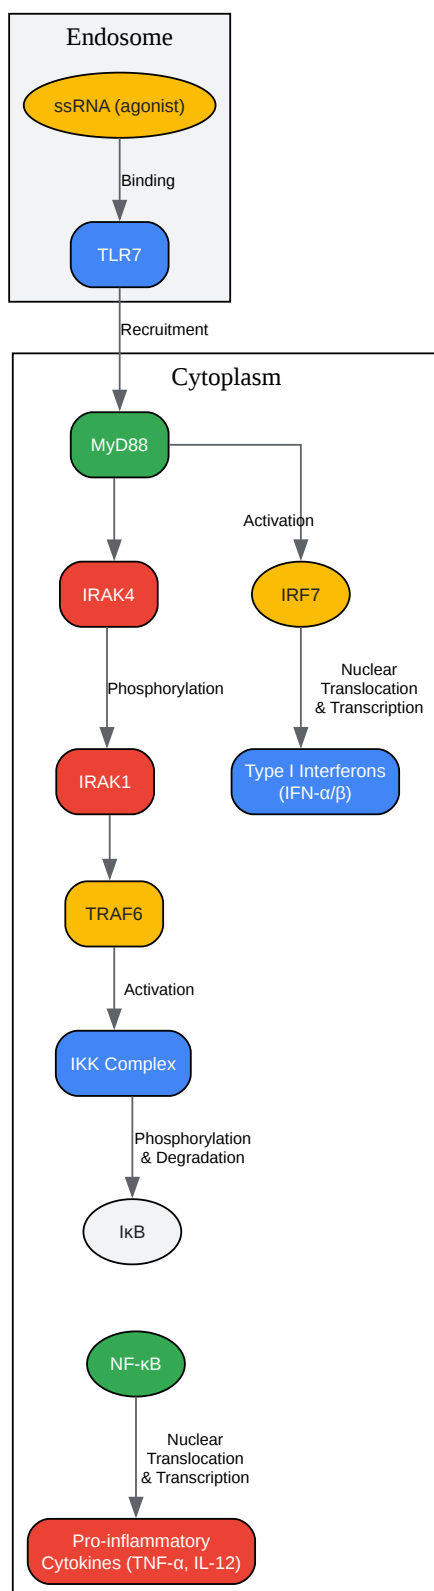 Endosome
ssRNA (agonist)
Binding
TLR7
Recruitment
Cytoplasm
MyD88
Activation
IRAK4
IRF7
Phosphorylation
Nuclear
Translocation
& Transcription
IRAK1
Type I Interferons
(IFN-α/β)
TRAF6
Activation
IKK Complex
Phosphorylation
& Degradation
IκB
NF-κB
Nuclear
Translocation
& Transcription
Pro-inflammatory
Cytokines (TNF-α, IL-12)